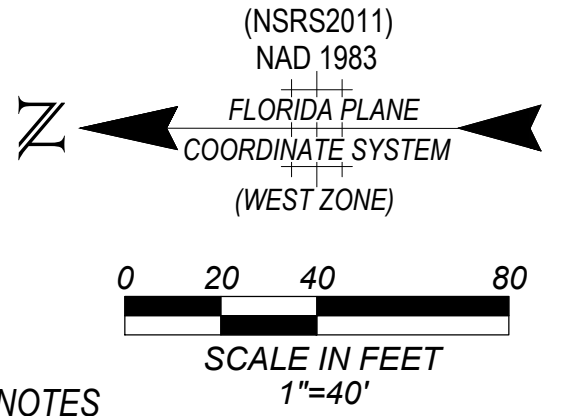 (NSRS2011)
NAD 1983
FLORIDA PLANE
N
COORDINATE SYSTEM
(WEST ZONE)
0 20 40 80
SCALE IN FEET
1"=40'
NOTES